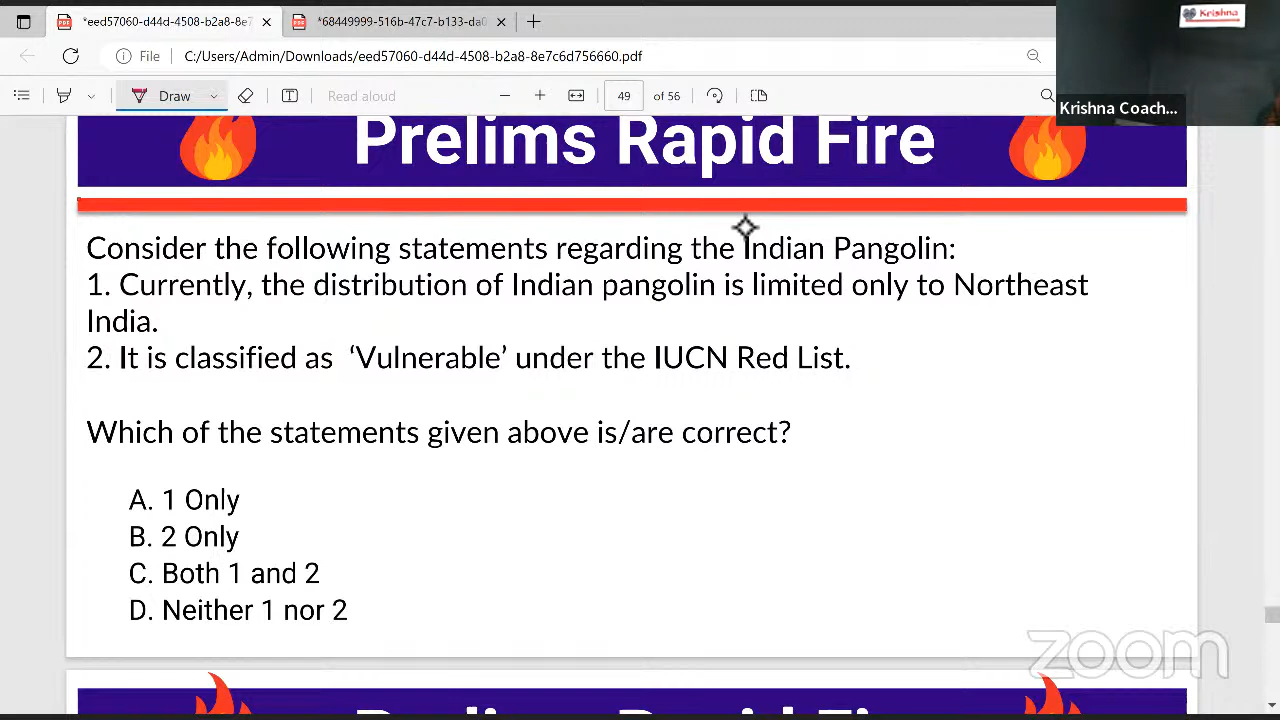 *eed57060-d44d-4508-b2a8-8e7
*68449999-516b-47c7-b133-d
Krishna
File
C:/Users/Admin/Downloads/eed57060-d44d-4508-b2a8-8e7c6d756660.pdf
Draw
Read aloud
49 of 56
Krishna Coach...
Prelims Rapid Fire
Consider the following statements regarding the Indian Pangolin:
1. Currently, the distribution of Indian pangolin is limited only to Northeast
India.
2. It is classified as ‘Vulnerable’ under the IUCN Red List.
Which of the statements given above is/are correct?
A. 1 Only
B. 2 Only
C. Both 1 and 2
D. Neither 1 nor 2
zoom